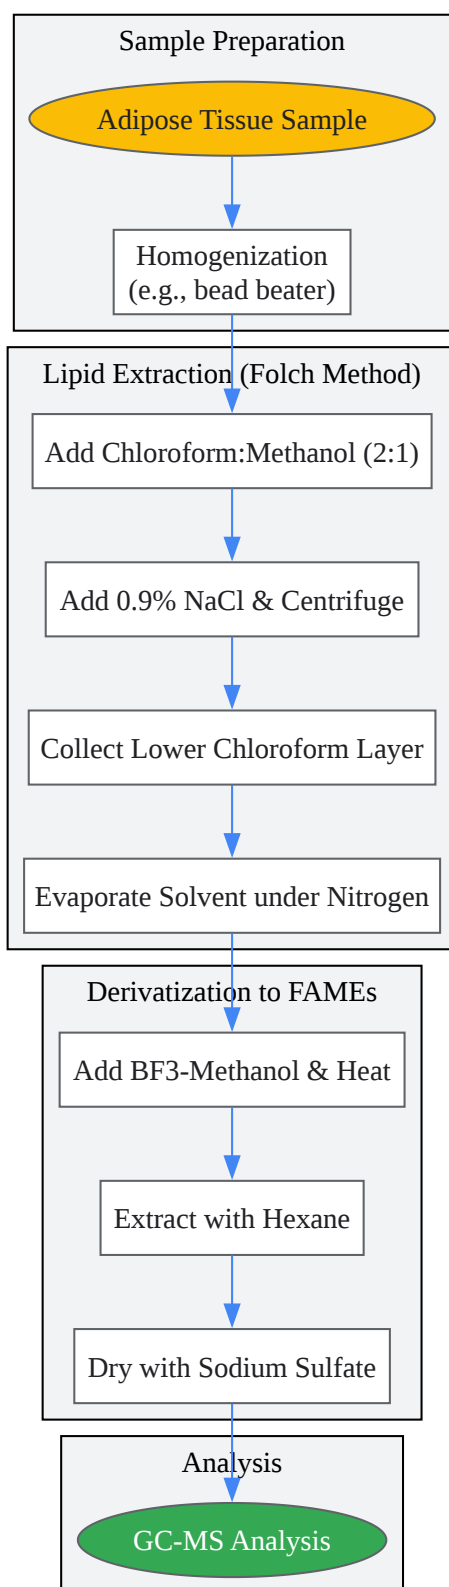 Sample Preparation
Adipose Tissue Sample
Homogenization
(e.g., bead beater)
Lipid Extraction (Folch Method)
Add Chloroform:Methanol (2:1)
Add 0.9% NaCl & Centrifuge
Collect Lower Chloroform Layer
Evaporate Solvent under Nitrogen
Derivatization to FAMEs
Add BF3-Methanol & Heat
Extract with Hexane
Dry with Sodium Sulfate
Analysis
GC-MS Analysis